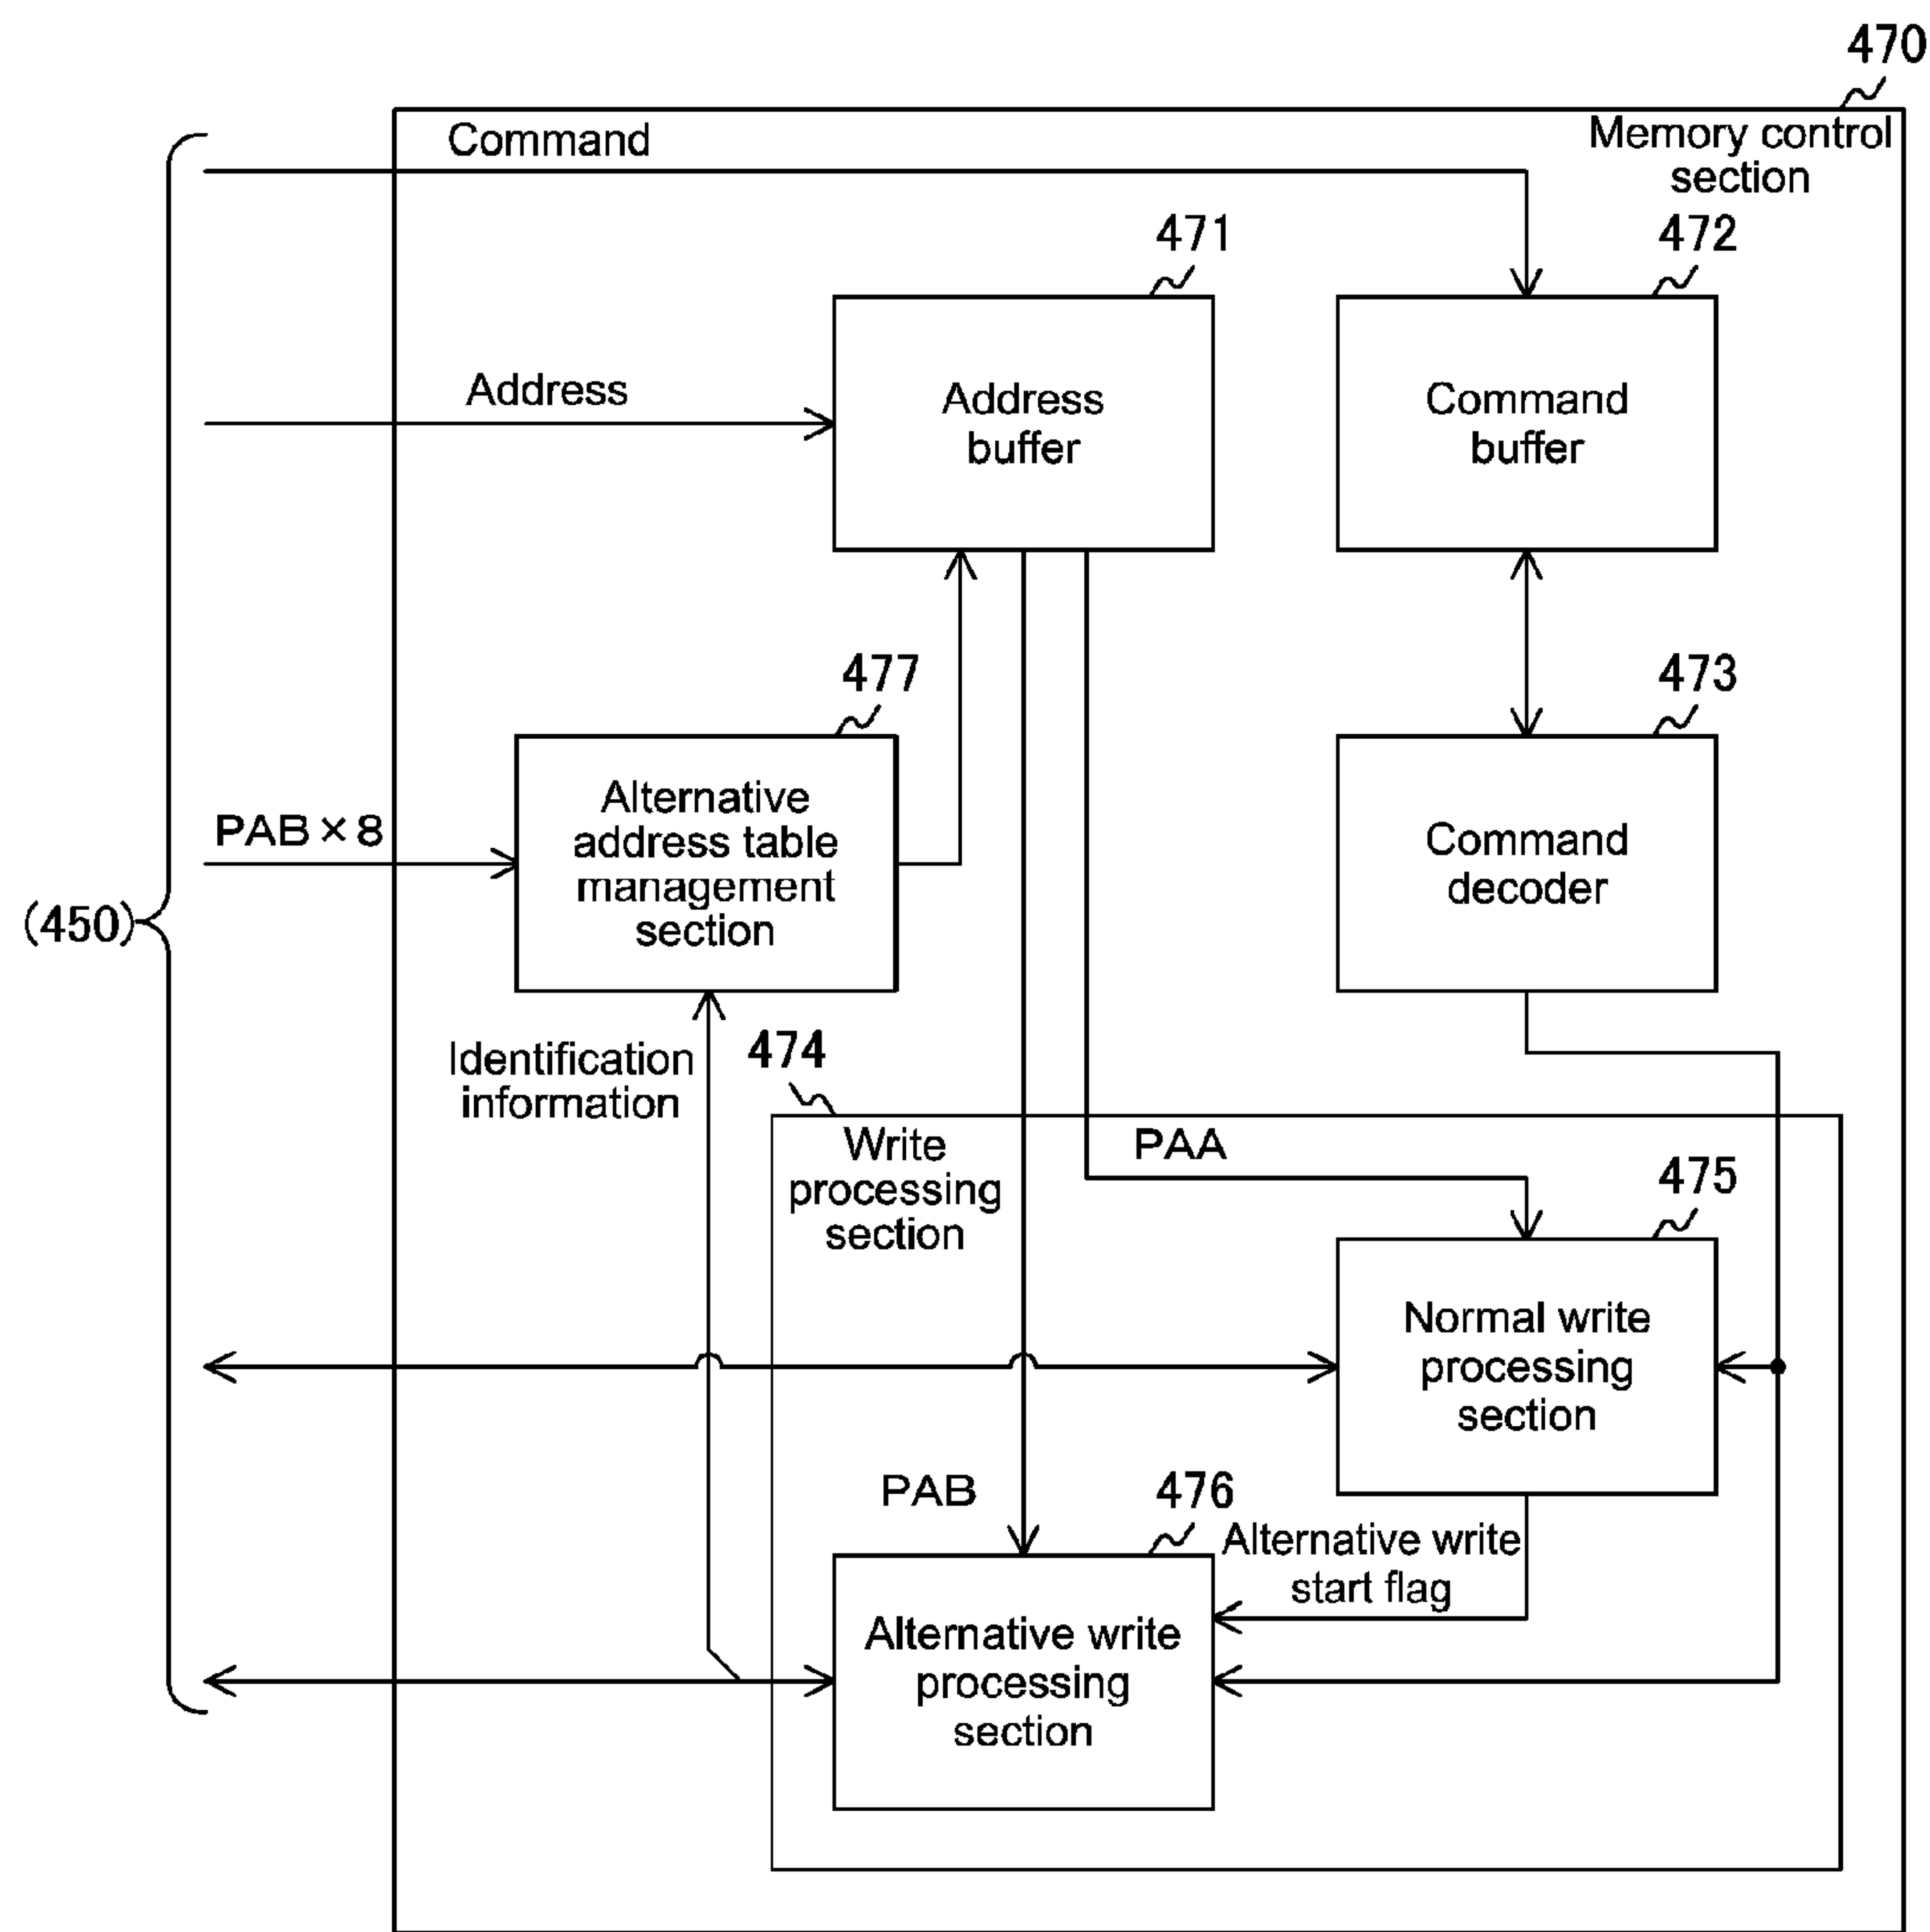 470
Command
Memory control
section
471
472
Address
Address
buffer
Command
buffer
477
473
PAB×8
Alternative
address table
management
section
Command
decoder
(450)
Identification
information
474
Write
processing
section
PAA
475
Normal write
processing
section
PAB
476
Alternative write
start flag
Alternative write
processing
section